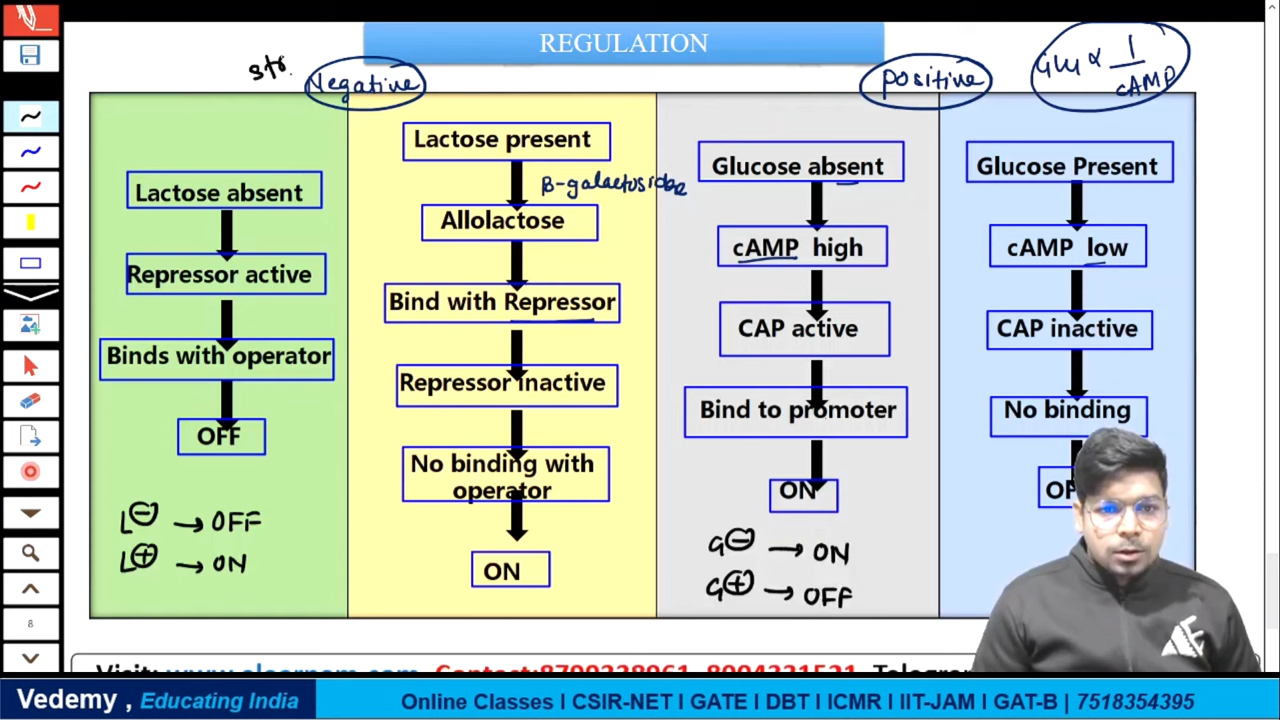 REGULATION
str.
Negative
positive
Glu ∝ 1/cAMP
Lactose absent
Repressor active
Binds with operator
OFF
L⊖ → OFF
L⊕ → ON
Lactose present
β-galactosidase
Allolactose
Bind with Repressor
Repressor inactive
No binding with
operator
ON
Glucose absent
cAMP high
CAP active
Bind to promoter
ON
G⊖ → ON
G⊕ → OFF
Glucose Present
cAMP low
CAP inactive
No binding
8
Vedemy , Educating India
Online Classes I CSIR-NET I GATE I DBT I ICMR I IIT-JAM I GAT-B | 7518354395